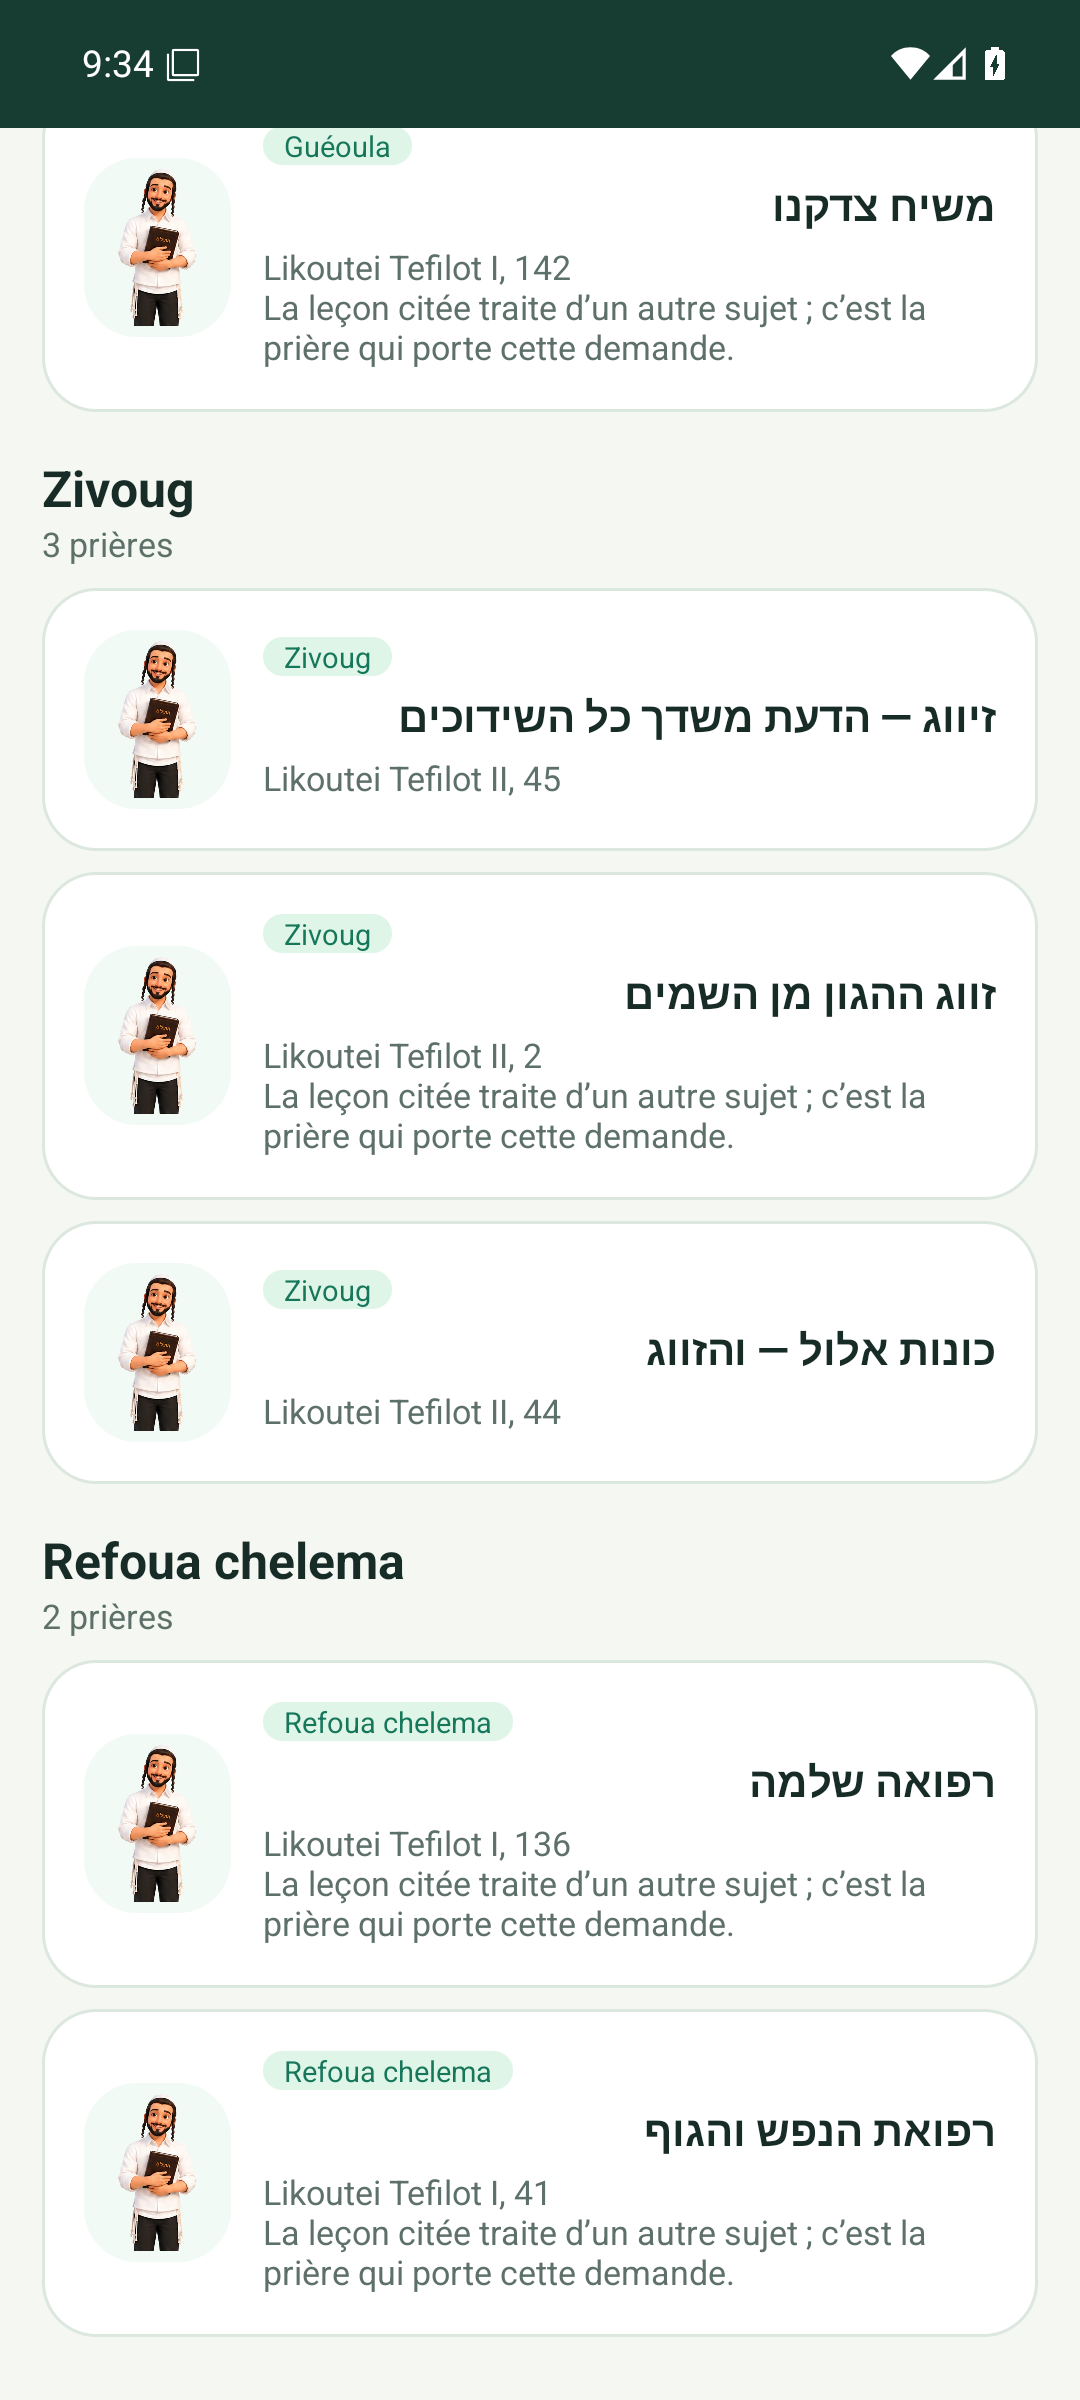 9:34
Guéoula
משיח צדקנו
Likoutei Tefilot I, 142
La leçon citée traite d’un autre sujet ; c’est la
prière qui porte cette demande.
Zivoug
3 prières
Zivoug
זיווג – הדעת משדך כל השידוכים
Likoutei Tefilot II, 45
Zivoug
זווג ההגון מן השמים
Likoutei Tefilot II, 2
La leçon citée traite d’un autre sujet ; c’est la
prière qui porte cette demande.
Zivoug
כונות אלול – והזווג
Likoutei Tefilot II, 44
Refoua chelema
2 prières
Refoua chelema
רפואה שלמה
Likoutei Tefilot I, 136
La leçon citée traite d’un autre sujet ; c’est la
prière qui porte cette demande.
Refoua chelema
רפואת הנפש והגוף
Likoutei Tefilot I, 41
La leçon citée traite d’un autre sujet ; c’est la
prière qui porte cette demande.